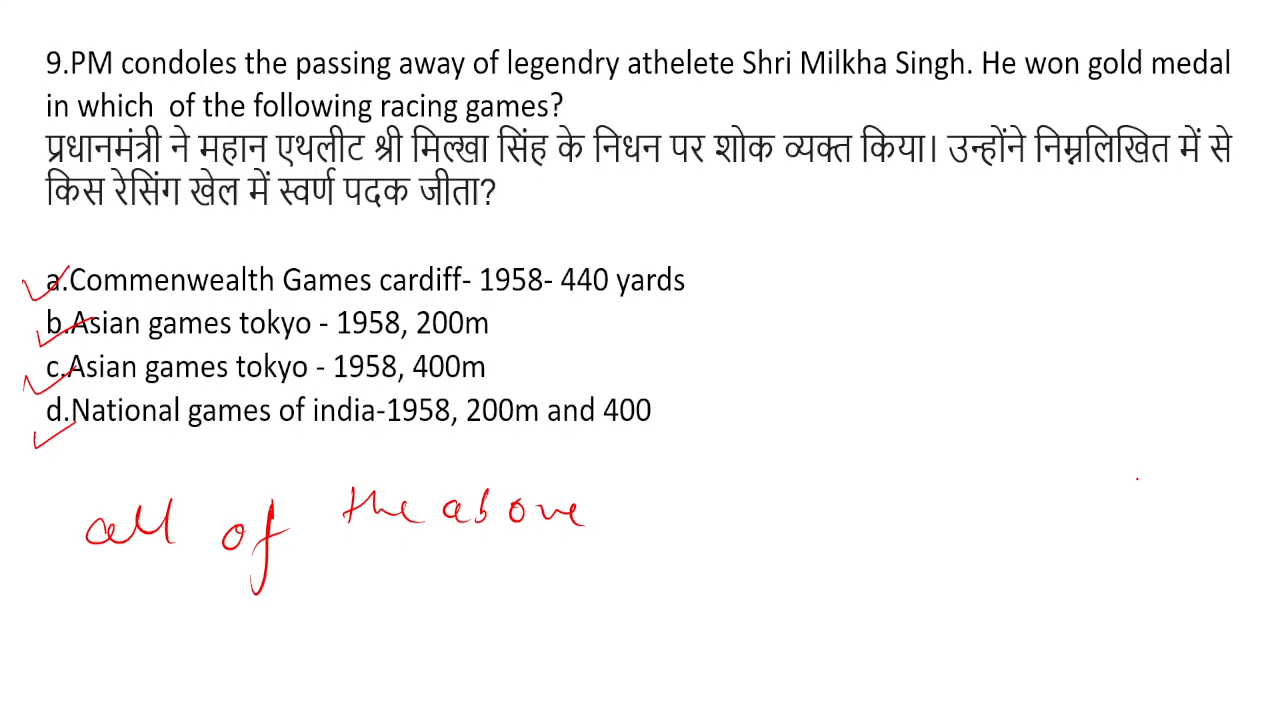 9.PM condoles the passing away of legendry athelete Shri Milkha Singh. He won gold medal
in which of the following racing games?
प्रधानमंत्री ने महान एथलीट श्री मिल्खा सिंह के निधन पर शोक व्यक्त किया। उन्होंने निम्नलिखित में से
किस रेसिंग खेल में स्वर्ण पदक जीता?
a.Commenwealth Games cardiff- 1958- 440 yards
b.Asian games tokyo - 1958, 200m
c.Asian games tokyo - 1958, 400m
d.National games of india-1958, 200m and 400
all of the above